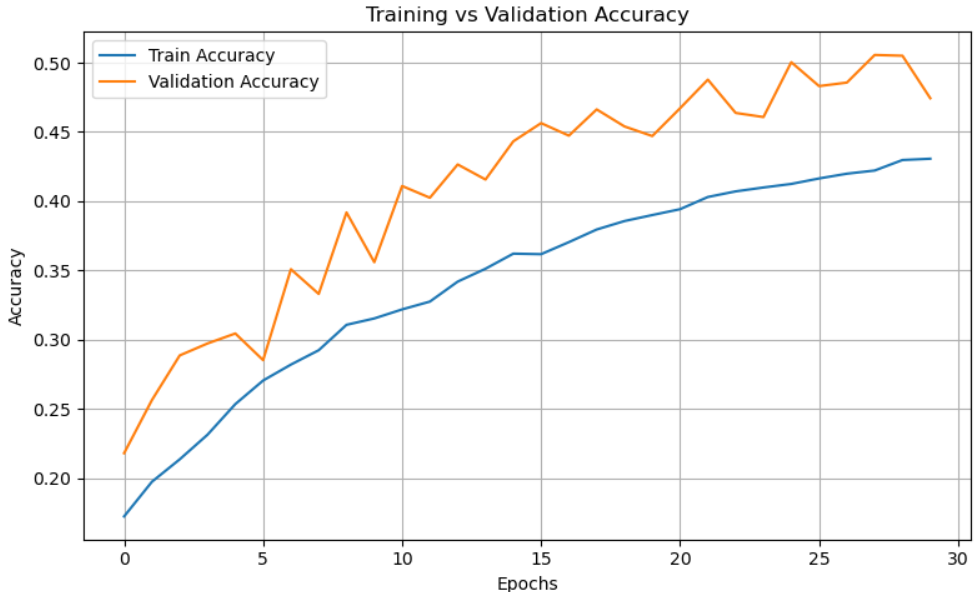 Training vs Validation Accuracy
Train Accuracy
Validation Accuracy
Accuracy
0.50
0.45
0.40
0.35
0.30
0.25
0.20
0 5 10 15 20 25 30
Epochs